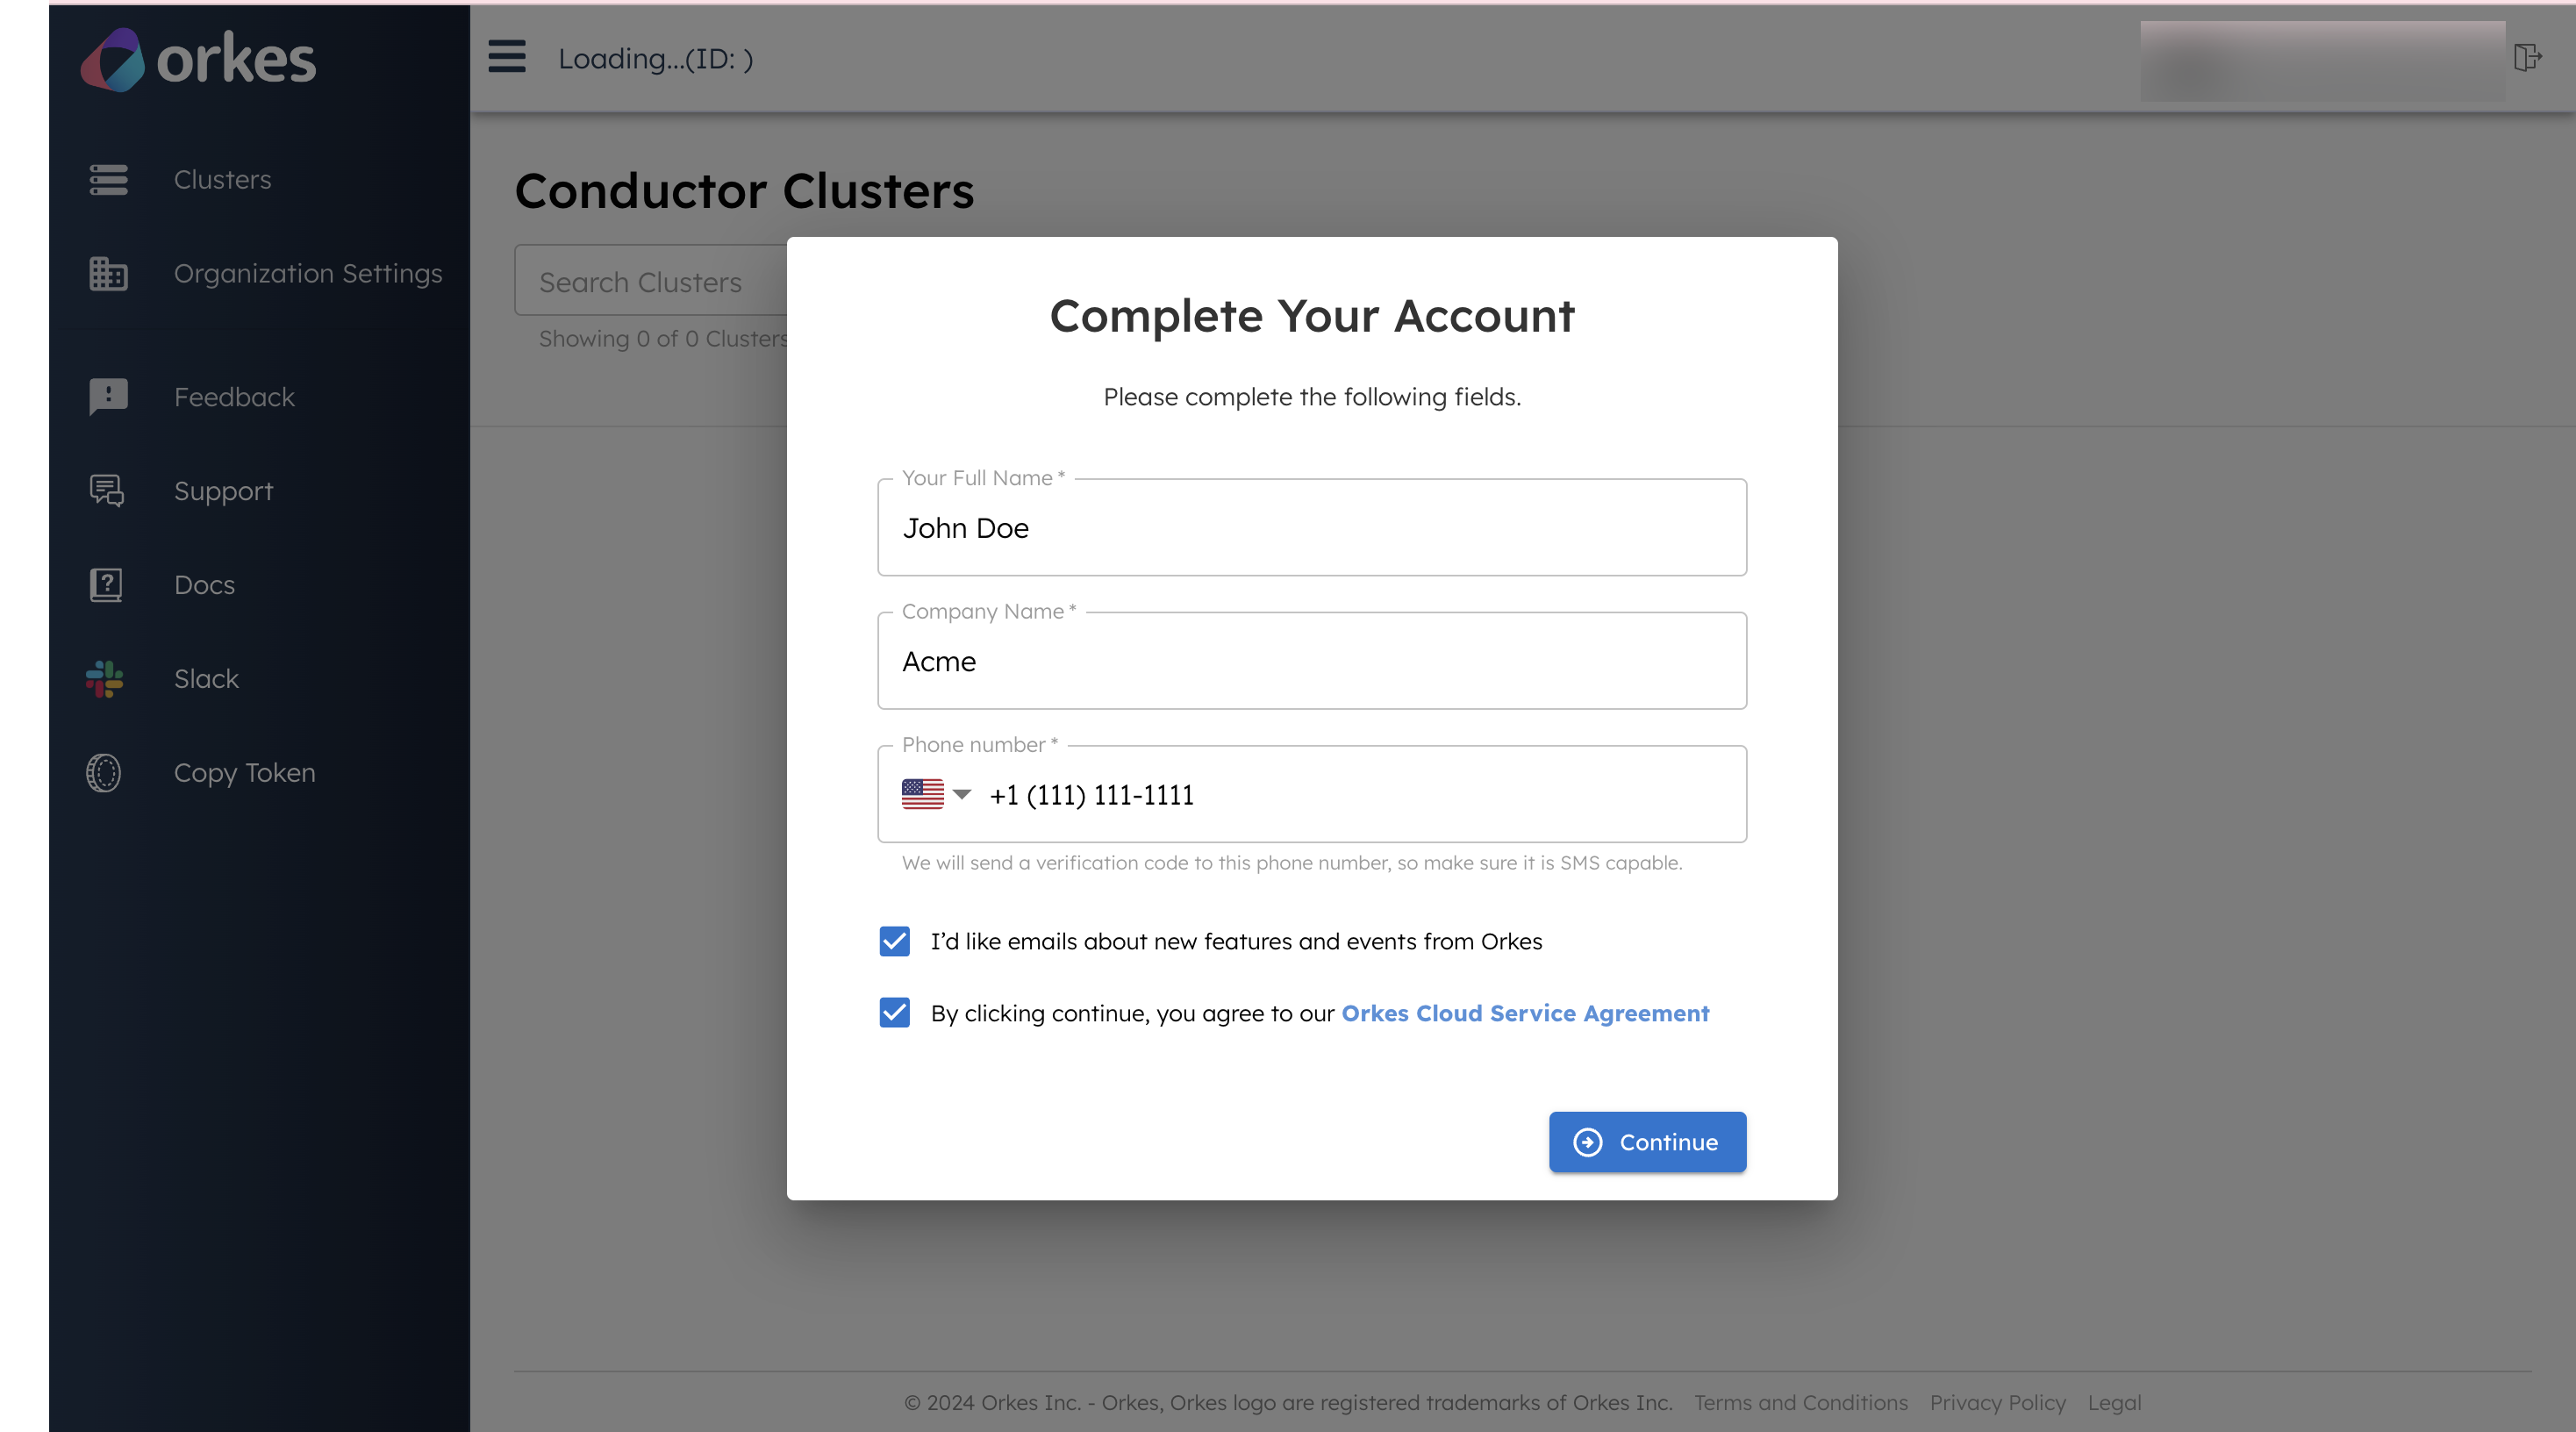 orkes
Clusters
Organization Settings
Feedback
Support
Docs
Slack
Copy Token
Loading...(ID: )
Conductor Clusters
Search Clusters
Showing 0 of 0 Clusters
Complete Your Account
Please complete the following fields.
Your Full Name *
John Doe
Company Name *
Acme
Phone number *
+1 (111) 111-1111
We will send a verification code to this phone number, so make sure it is SMS capable.
I’d like emails about new features and events from Orkes
By clicking continue, you agree to our Orkes Cloud Service Agreement
Continue
© 2024 Orkes Inc. - Orkes, Orkes logo are registered trademarks of Orkes Inc. Terms and Conditions Privacy Policy Legal